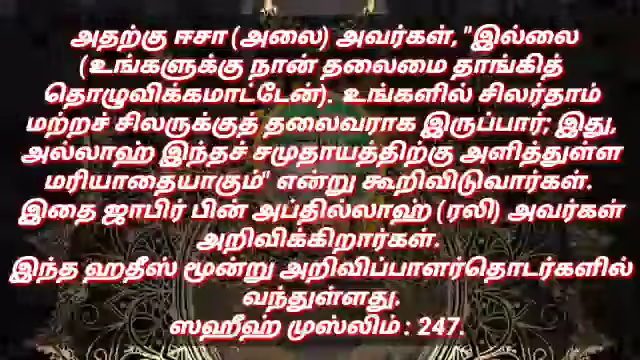 அதற்கு ஈசா (அலை) அவர்கள், "இல்லை
(உங்களுக்கு நான் தலைமை தாங்கித்
தொழுவிக்கமாட்டேன்). உங்களில் சிலர்தாம்
மற்றச் சிலருக்குத் தலைவராக இருப்பார்; இது,
அல்லாஹ் இந்தச் சமுதாயத்திற்கு அளித்துள்ள
மரியாதையாகும்" என்று கூறிவிடுவார்கள்.
இதை ஜாபிர் பின் அப்தில்லாஹ் (ரலி) அவர்கள்
அறிவிக்கிறார்கள்.
இந்த ஹதீஸ் மூன்று அறிவிப்பாளர்தொடர்களில்
வந்துள்ளது.
ஸஹீஹ் முஸ்லிம் : 247.